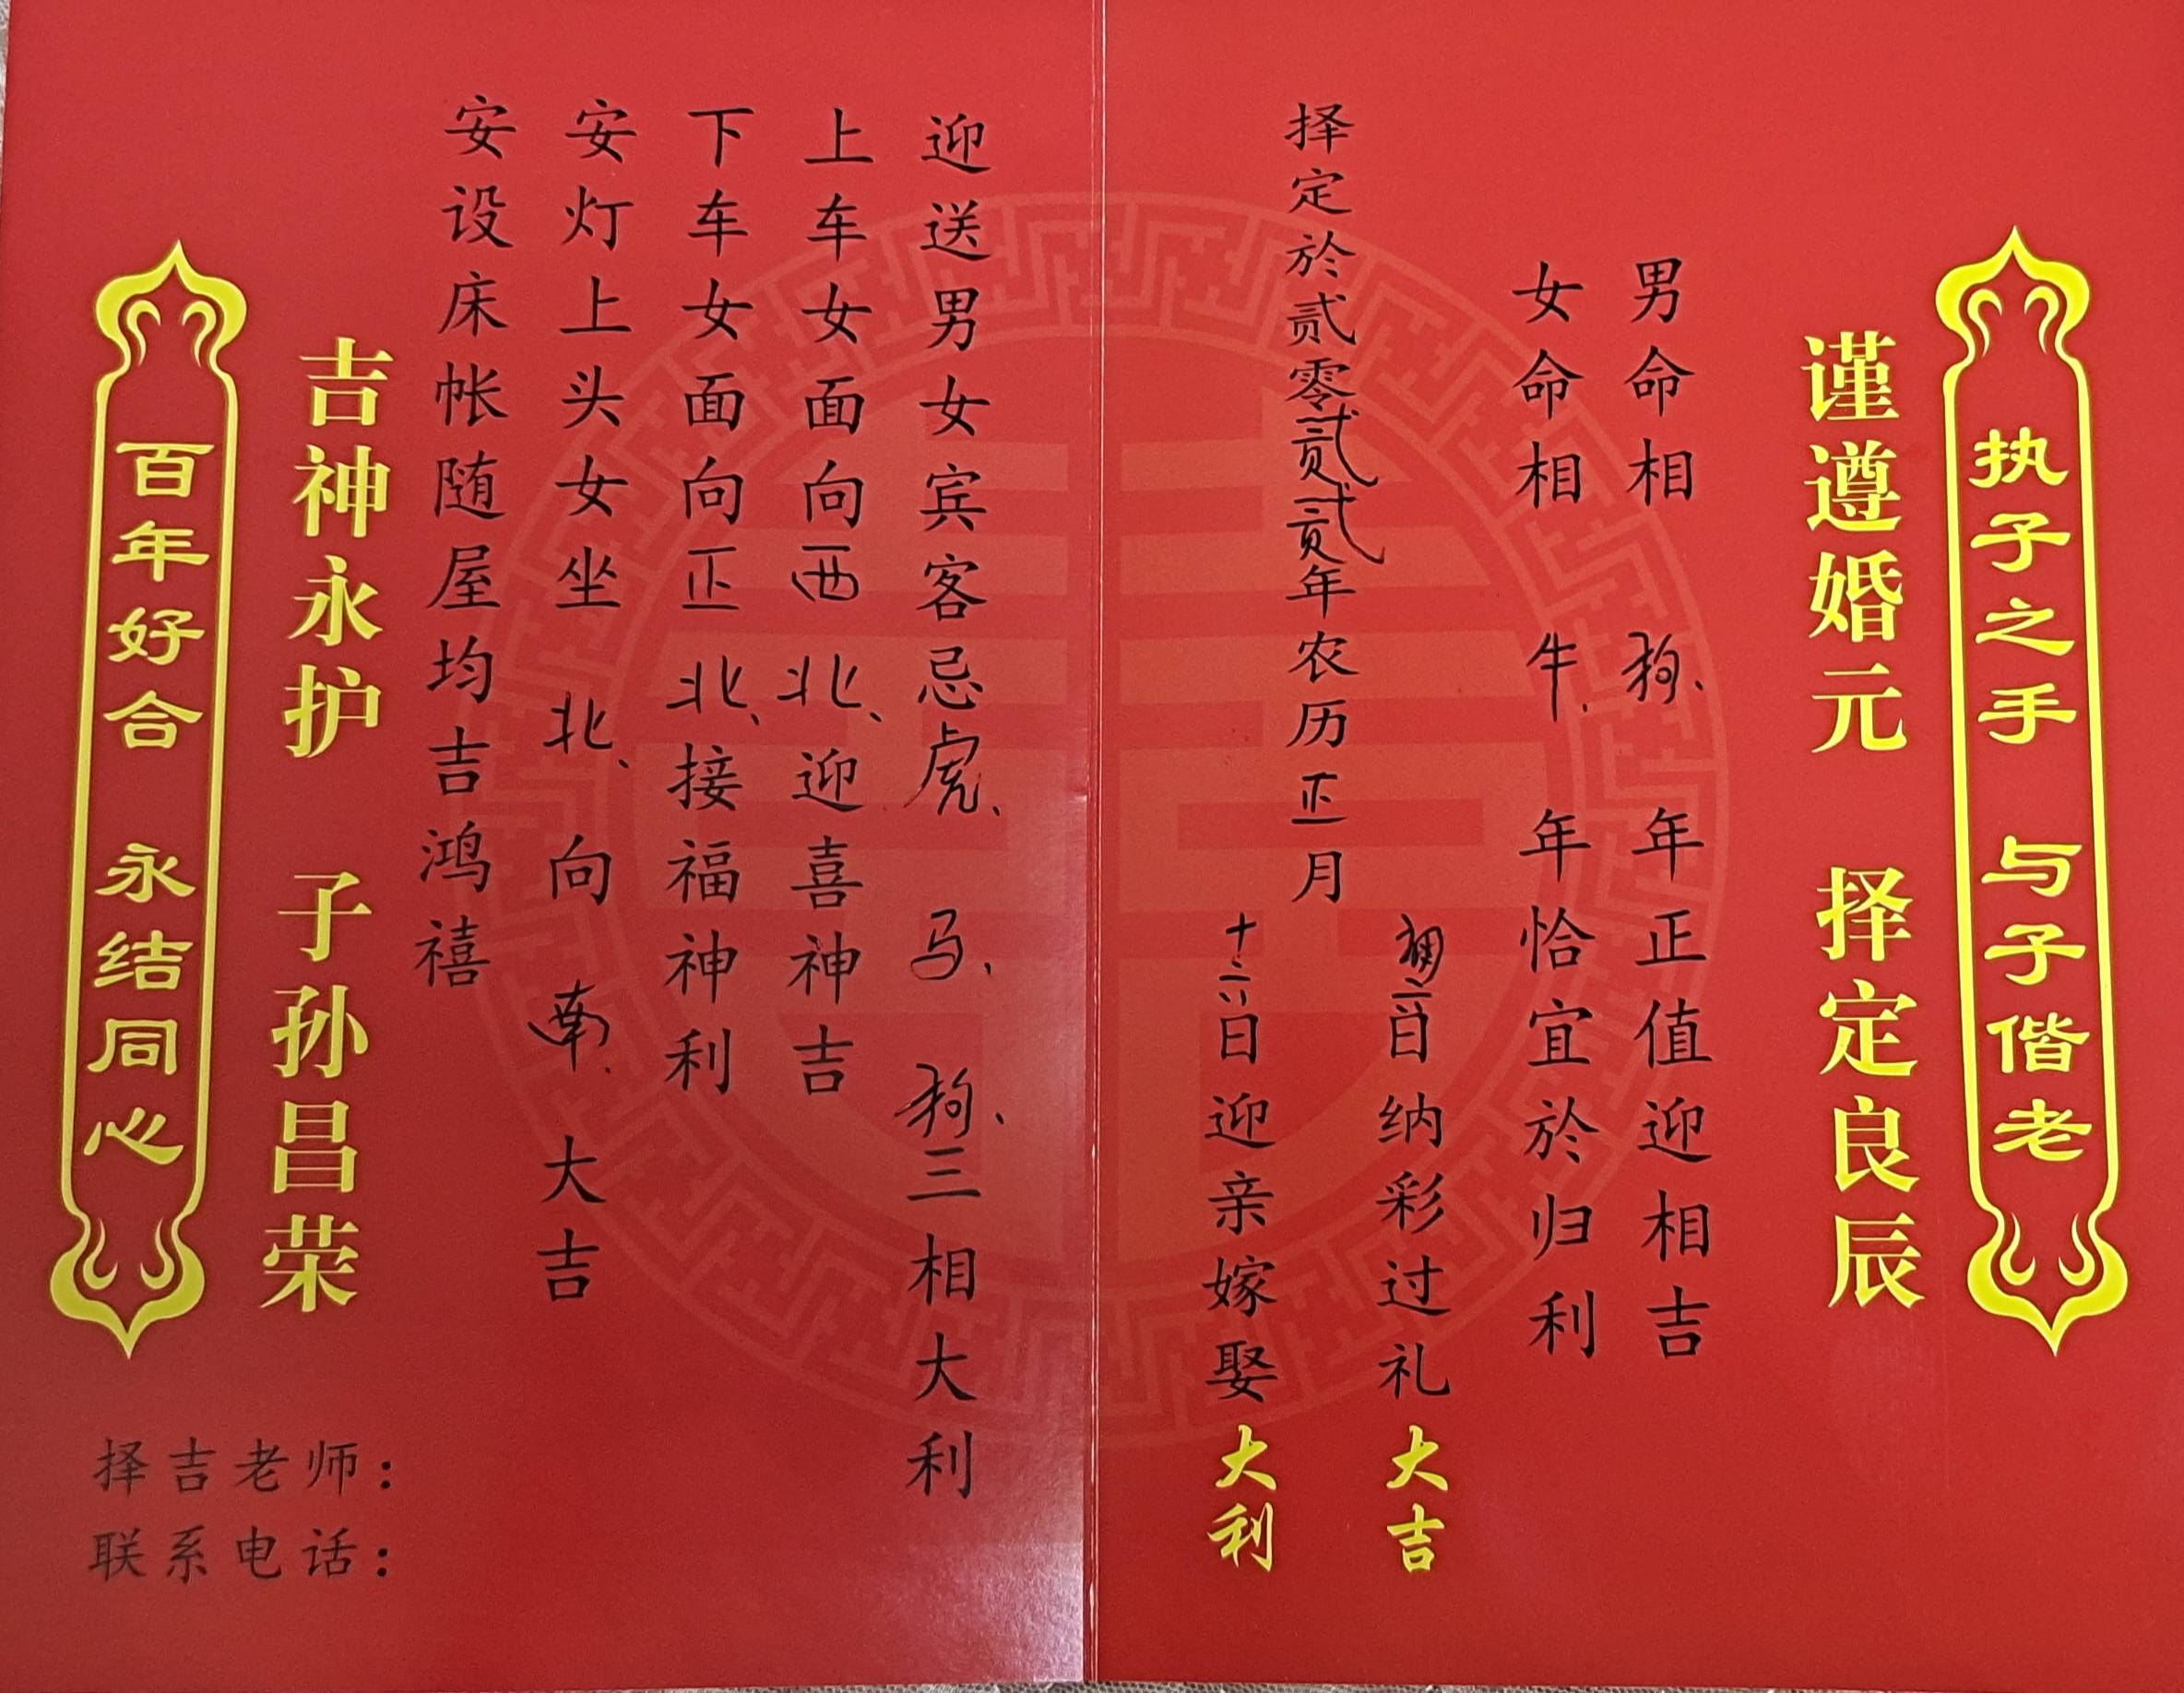 执子之手 与子偕老
谨遵婚元 择定良辰
男命相 狗、年正值迎相吉
女命相 牛、年恰宜於归利
择定於贰零贰贰年农历正月
日纳彩过礼 大吉
日迎亲嫁娶 大利
迎送男女宾客忌虎、马、狗、三相大利
上车女面向西北、迎喜神吉
下车女面向正北、接福神利
安灯上头女坐 北、向 南、大吉
安设床帐随屋均吉鸿禧
吉神永护 子孙昌荣
百年好合 永结同心
择吉老师：
联系电话：